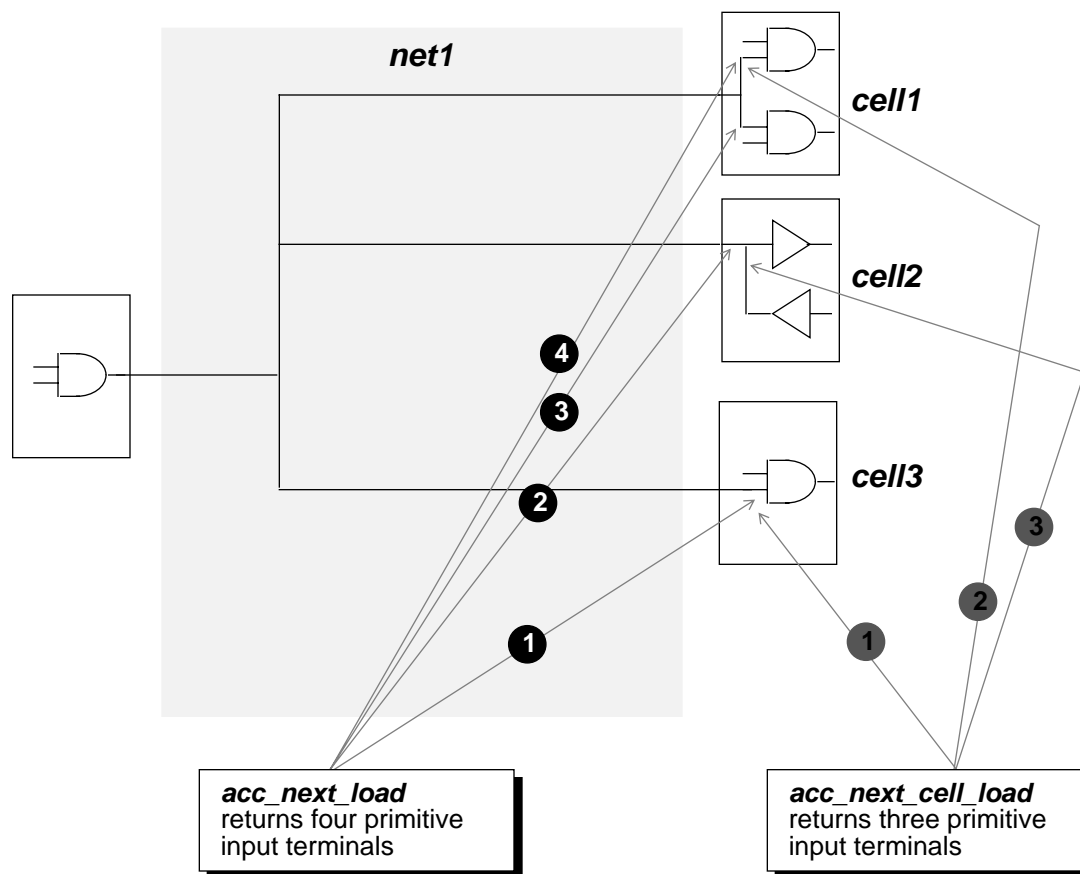 net1
cell1
cell2
4
3
cell3
2
3
2
1
1
acc_next_load
returns four primitive
input terminals
acc_next_cell_load
returns three primitive
input terminals